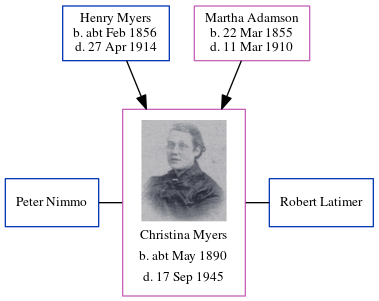 Henry Myers
b. abt Feb 1856
d. 27 Apr 1914
Martha Adamson
b. 22 Mar 1855
d. 11 Mar 1910
Peter Nimmo
Christina Myers
b. abt May 1890
d. 17 Sep 1945
Robert Latimer